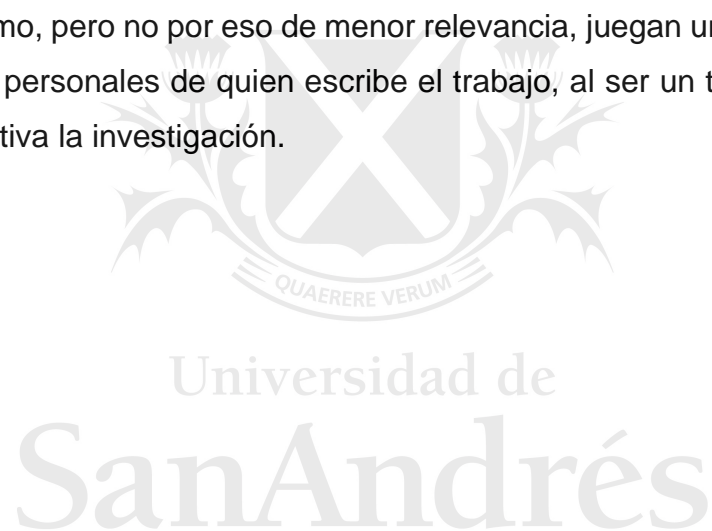 mo, pero no por eso de menor relevancia, juegan un
personales de quien escribe el trabajo, al ser un t
tiva la investigación.
QUAERERE VERUM
Universidad de
SanAndrés